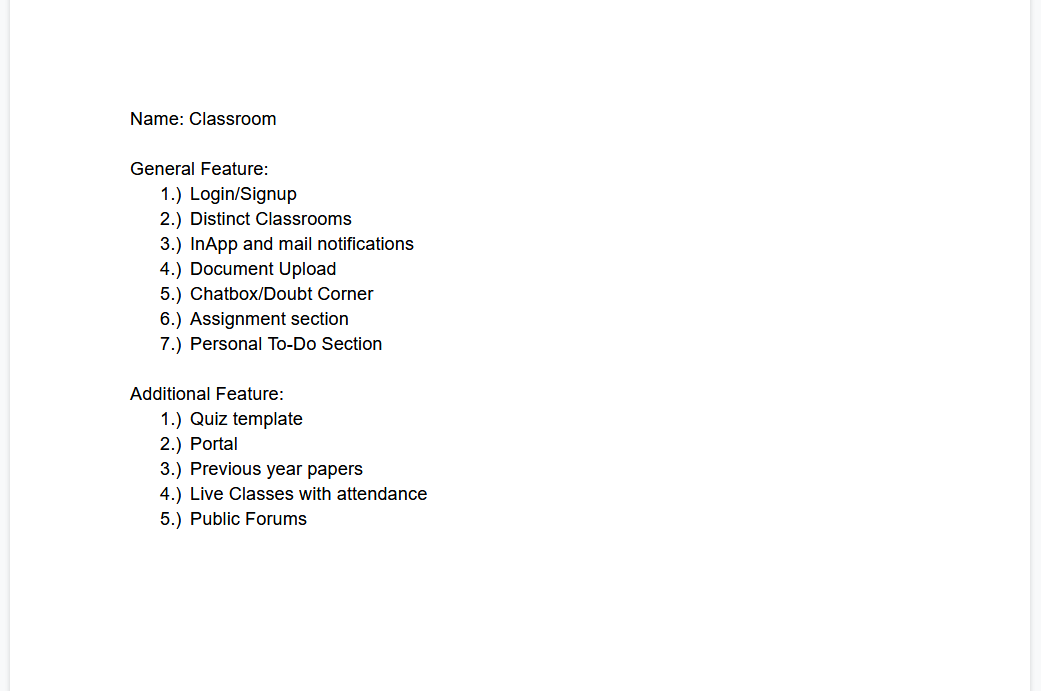 Name: Classroom
General Feature:
1.) Login/Signup
2.) Distinct Classrooms
3.) InApp and mail notifications
4.) Document Upload
5.) Chatbox/Doubt Corner
6.) Assignment section
7.) Personal To-Do Section
Additional Feature:
1.) Quiz template
2.) Portal
3.) Previous year papers
4.) Live Classes with attendance
5.) Public Forums